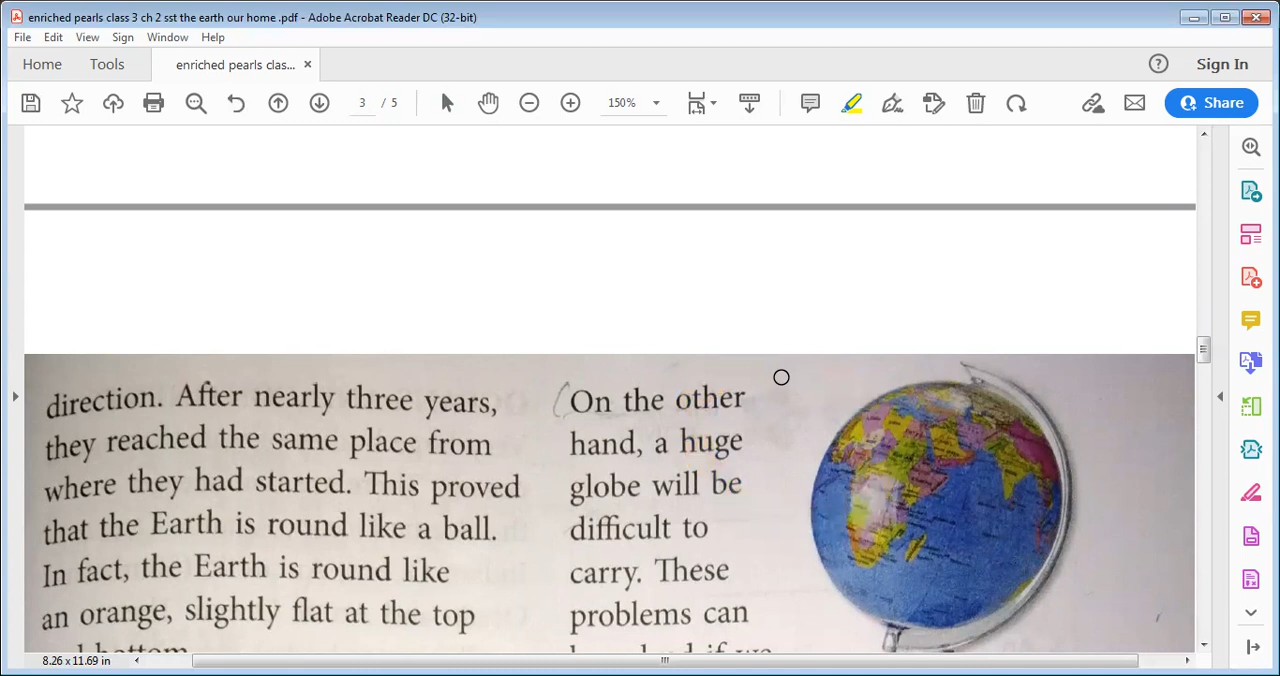 enriched pearls class 3 ch 2 sst the earth our home .pdf - Adobe Acrobat Reader DC (32-bit)
File Edit View Sign Window Help
Home Tools enriched pearls clas... × Sign In
3 / 5 150% Share
direction. After nearly three years,
they reached the same place from
where they had started. This proved
that the Earth is round like a ball.
In fact, the Earth is round like
an orange, slightly flat at the top
On the other
hand, a huge
globe will be
difficult to
carry. These
problems can
8.26 x 11.69 in